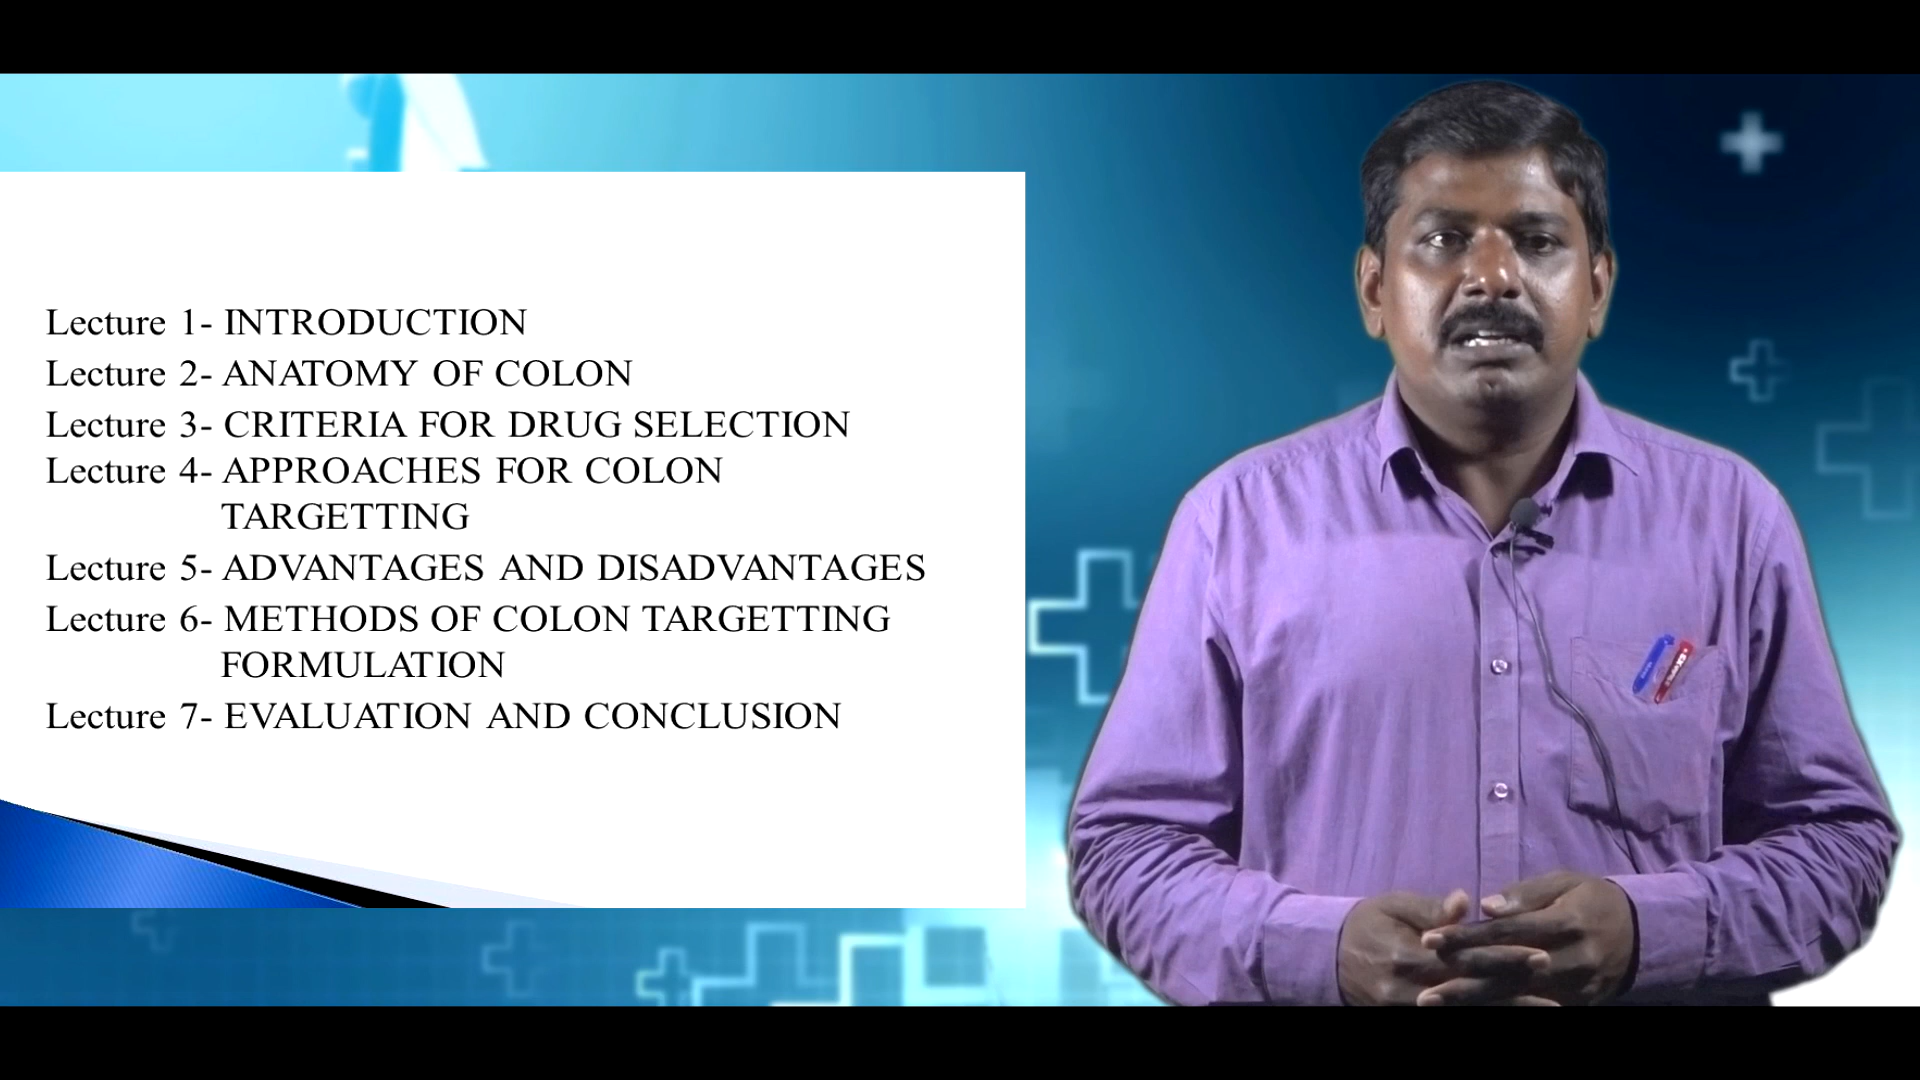 Lecture 1- INTRODUCTION
Lecture 2- ANATOMY OF COLON
Lecture 3- CRITERIA FOR DRUG SELECTION
Lecture 4- APPROACHES FOR COLON
TARGETTING
Lecture 5- ADVANTAGES AND DISADVANTAGES
Lecture 6- METHODS OF COLON TARGETTING
FORMULATION
Lecture 7- EVALUATION AND CONCLUSION